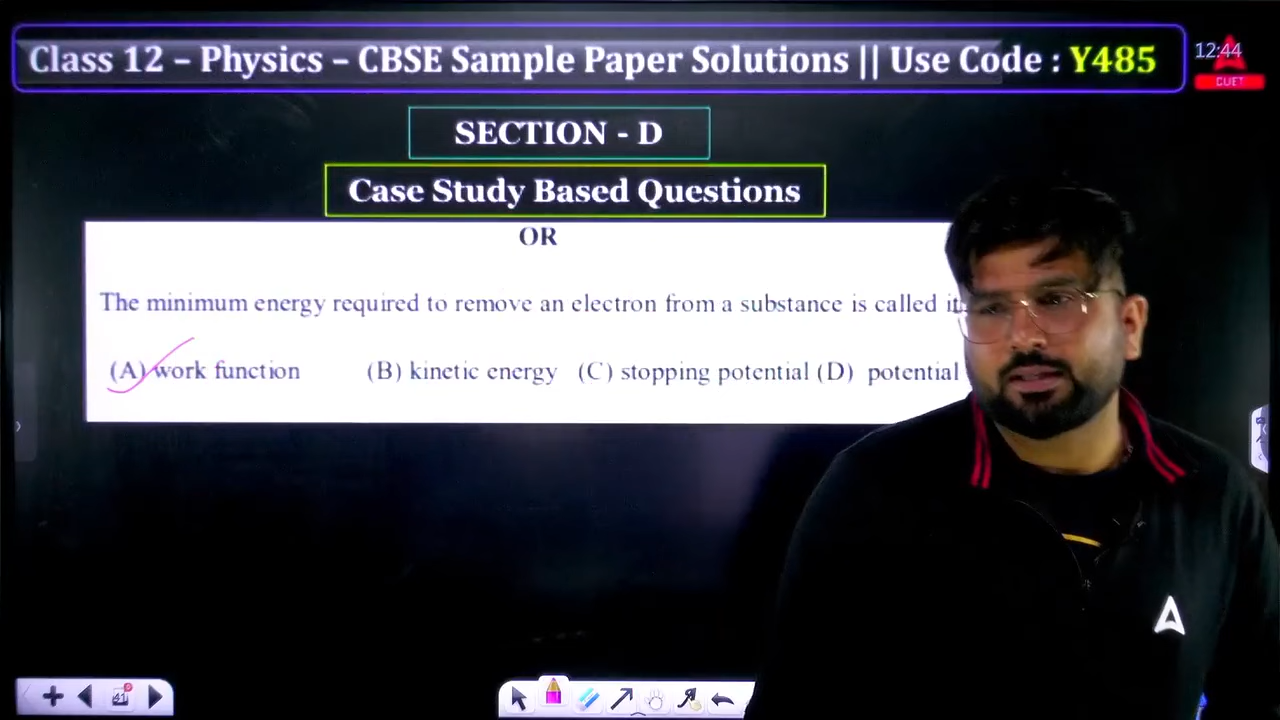 Class 12 – Physics – CBSE Sample Paper Solutions || Use Code : Y485
12:44
CUET
SECTION - D
Case Study Based Questions
OR
The minimum energy required to remove an electron from a substance is called its
(A) work function (B) kinetic energy (C) stopping potential (D) potential
41